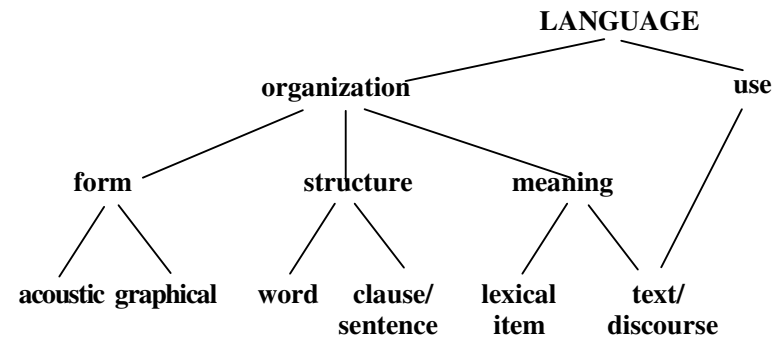 LANGUAGE
organization use
form structure meaning
acoustic graphical word clause/ lexical text/
sentence item discourse